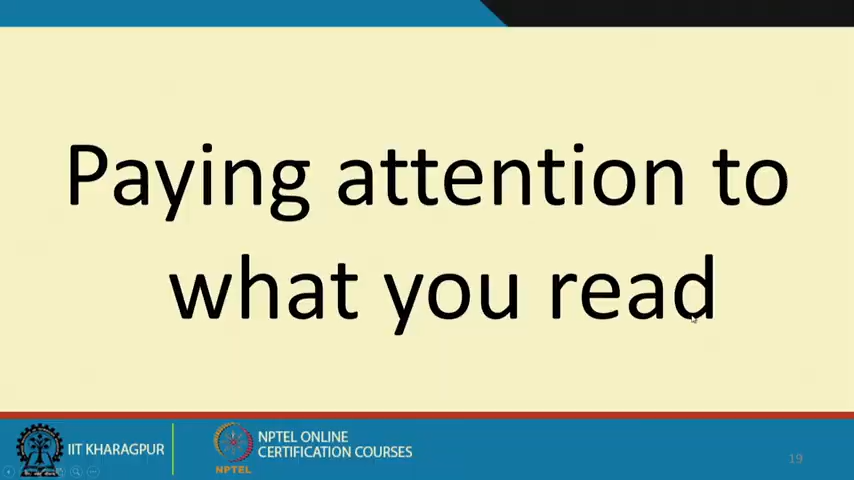 Paying attention to
what you read
IIT KHARAGPUR
NPTEL
NPTEL ONLINE
CERTIFICATION COURSES
19